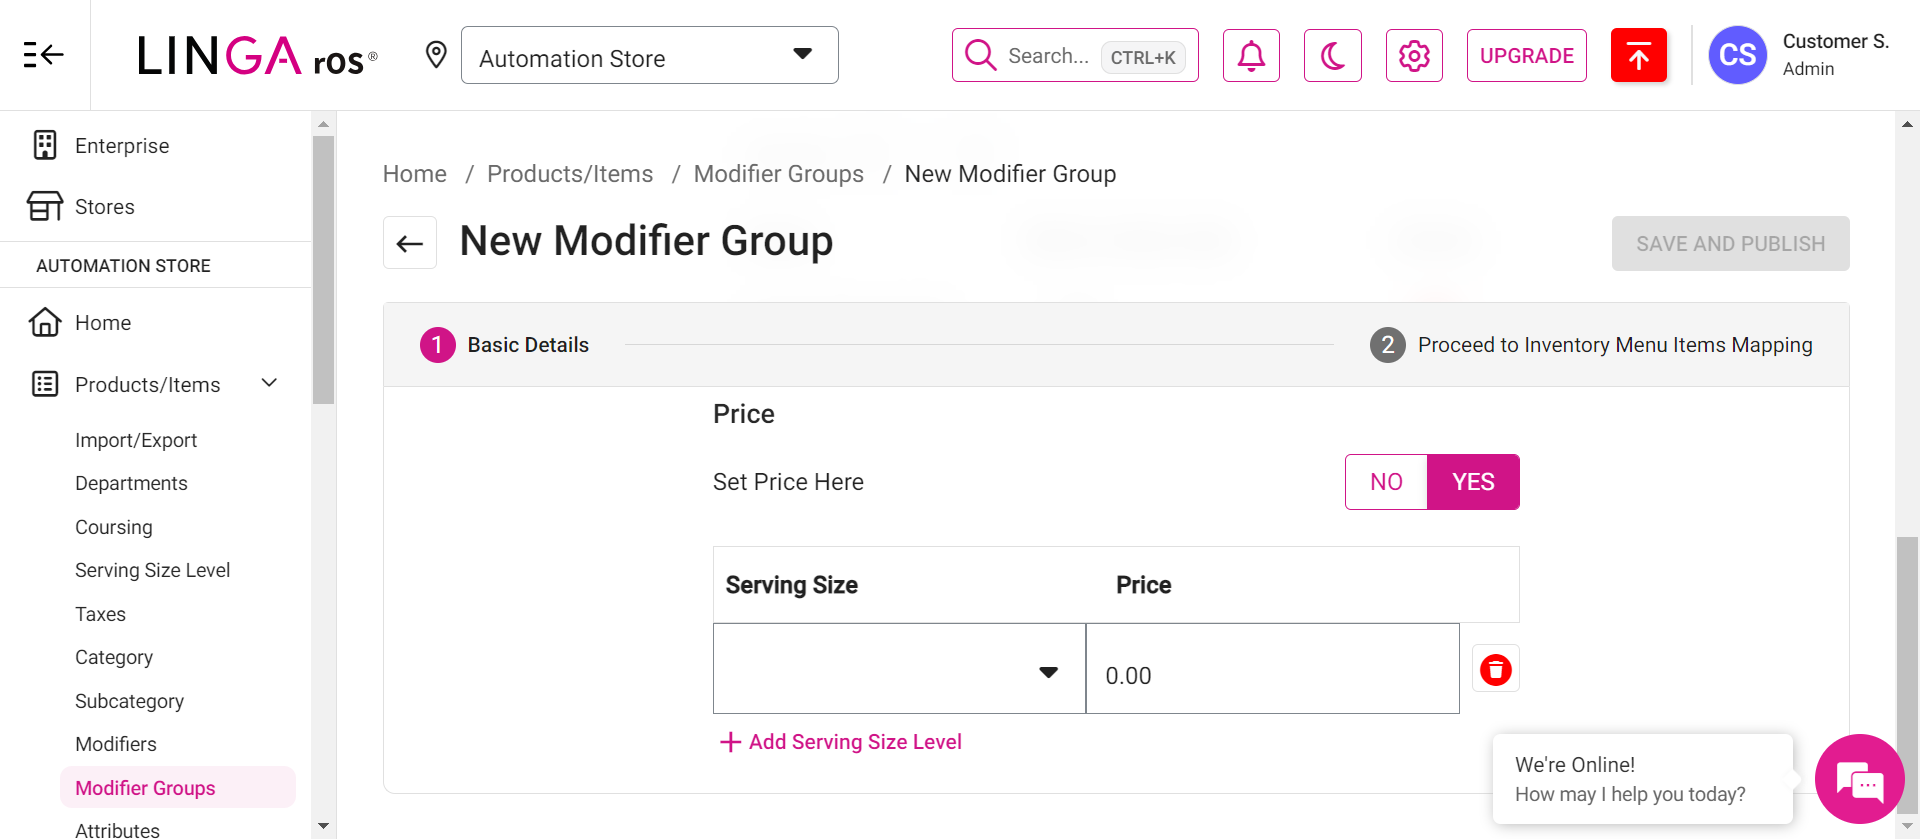 LINGA ros®
Automation Store
Search... CTRL+K
UPGRADE
CS
Customer S.
Admin
Enterprise
Stores
AUTOMATION STORE
Home
Products/Items
Import/Export
Departments
Coursing
Serving Size Level
Taxes
Category
Subcategory
Modifiers
Modifier Groups
Attributes
Home / Products/Items / Modifier Groups / New Modifier Group
New Modifier Group
SAVE AND PUBLISH
1 Basic Details
2 Proceed to Inventory Menu Items Mapping
Price
Set Price Here
NO YES
Serving Size Price
0.00
Add Serving Size Level
We're Online!
How may I help you today?